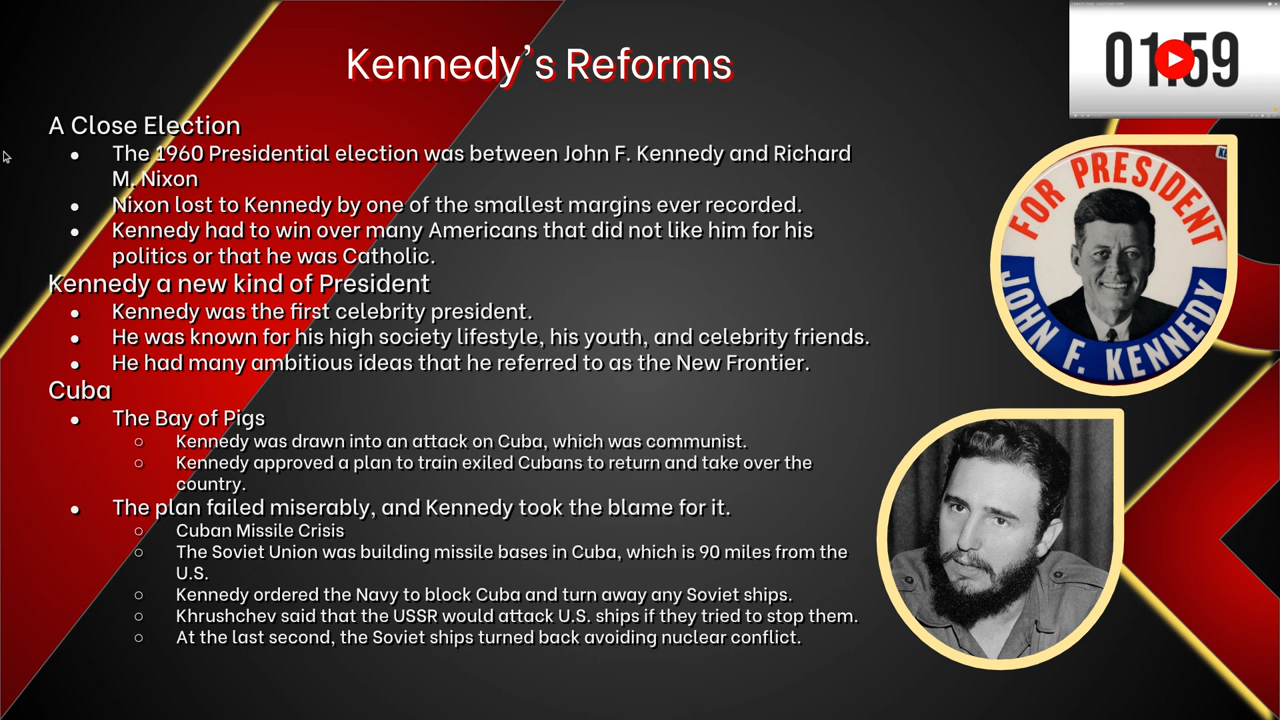 Kennedy's Reforms
01:59
A Close Election
● The 1960 Presidential election was between John F. Kennedy and Richard
M. Nixon
● Nixon lost to Kennedy by one of the smallest margins ever recorded.
● Kennedy had to win over many Americans that did not like him for his
politics or that he was Catholic.
Kennedy a new kind of President
● Kennedy was the first celebrity president.
● He was known for his high society lifestyle, his youth, and celebrity friends.
● He had many ambitious ideas that he referred to as the New Frontier.
Cuba
● The Bay of Pigs
○ Kennedy was drawn into an attack on Cuba, which was communist.
○ Kennedy approved a plan to train exiled Cubans to return and take over the
country.
● The plan failed miserably, and Kennedy took the blame for it.
○ Cuban Missile Crisis
○ The Soviet Union was building missile bases in Cuba, which is 90 miles from the
U.S.
○ Kennedy ordered the Navy to block Cuba and turn away any Soviet ships.
○ Khrushchev said that the USSR would attack U.S. ships if they tried to stop them.
○ At the last second, the Soviet ships turned back avoiding nuclear conflict.
FOR PRESIDENT
JOHN F. KENNEDY